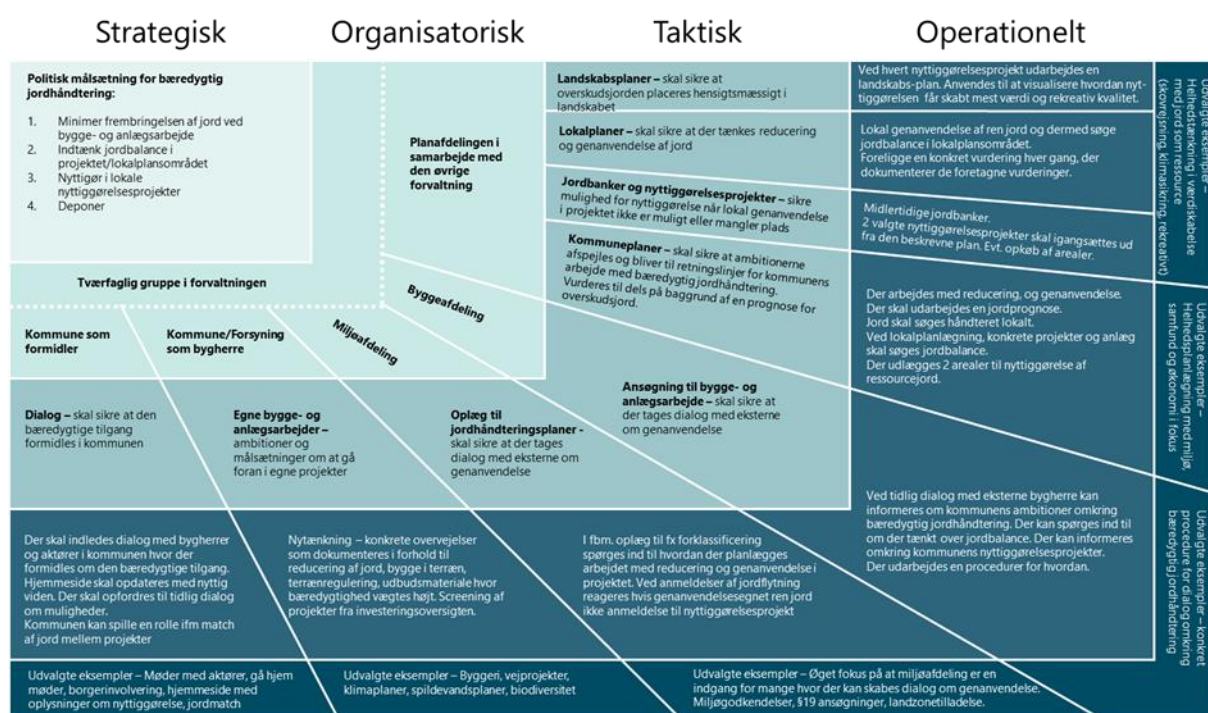 Strategisk
Organisatorisk
Taktisk
Operationelt
Politisk målsætning for bæredygtig
jordhåndtering:
1. Minimer frembringelsen af jord ved
bygge- og anlægsarbejde
2. Indtænk jordbalance i
projektet/lokalplansområdet
3. Nyttigør i lokale
nyttiggørelsesprojekter
4. Deponer
Planafdelingen i
samarbejde med
den øvrige
forvaltning
Landskabsplaner – skal sikre at
overskudsjorden placeres hensigtsmæssigt i
landskabet
Ved hvert nyttiggørelsesprojekt udarbejdes en
landskabs-plan. Anvendes til at visualisere hvordan nyt-
tiggørelsen får skabt mest værdi og rekreativ kvalitet.
Lokalplaner – skal sikre at der tænkes reducering
og genanvendelse af jord
Lokal genanvendelse af ren jord og dermed søge
jordbalance i lokalplansområdet.
Foreligge en konkret vurdering hver gang, der
dokumenterer de foretagne vurderinger.
Jordbanker og nyttiggørelsesprojekter – sikre
mulighed for nyttiggørelse når lokal genanvendelse
i projektet ikke er muligt eller mangler plads
Midlertidige jordbanker.
2 valgte nyttiggørelsesprojekter skal igangsættes ud
fra den beskrevne plan. Evt. opkøb af arealer.
Udvalgte eksempler –
Helhedstænkning i værdiskabelse
med jord som ressource
(skovrejsning, klimasikring, rekreativt)
Tværfaglig gruppe i forvaltningen
Kommune som
formidler
Kommune/Forsyning
som bygherre
Miljøafdeling
Byggeafdeling
Kommuneplaner – skal sikre at ambitionerne
afspejles og bliver til retningslinjer for kommunens
arbejde med bæredygtig jordhåndtering.
Vurderes til dels på baggrund af en prognose for
overskudsjord.
Der arbejdes med reducering, og genanvendelse.
Der skal udarbejdes en jordprognose.
Jord skal søges håndteret lokalt.
Ved lokalplanlægning, konkrete projekter og anlæg
skal søges jordbalance.
Der udlægges 2 arealer til nyttiggørelse af
ressourcejord.
Udvalgte eksempler –
Helhedsplanlægning med miljø,
samfund og økonomi i fokus
Dialog – skal sikre at den
bæredygtige tilgang
formidles i kommunen
Egne bygge- og
anlægsarbejder –
ambitioner og
målsætninger om at gå
foran i egne projekter
Oplæg til
jordhåndteringsplaner -
skal sikre at der tages
dialog med eksterne om
genanvendelse
Ansøgning til bygge- og
anlægsarbejde – skal sikre at
der tages dialog med eksterne
om genanvendelse
Ved tidlig dialog med eksterne bygherre kan
informeres om kommunens ambitioner omkring
bæredygtig jordhåndtering. Der kan spørges ind til
om der tænkt over jordbalance. Der kan informeres
omkring kommunens nyttiggørelsesprojekter.
Der udarbejdes en procedurer for hvordan.
Udvalgte eksempler – konkret
procedure for dialog omkring
bæredygtig jordhåndtering
Der skal indledes dialog med bygherrer
og aktører i kommunen hvor der
formidles om den bæredygtige tilgang.
Hjemmeside skal opdateres med nyttig
viden. Der skal opfordres til tidlig dialog
om muligheder.
Kommunen kan spille en rolle ifm match
af jord mellem projekter
Nytænkning – konkrete overvejelser
som dokumenteres i forhold til
reducering af jord, bygge i terræn,
terrænregulering, udbudsmateriale hvor
bæredygtighed vægtes højt. Screening af
projekter fra investeringsoversigten.
I fbm. oplæg til fx forklassificering
spørges ind til hvordan der planlægges
arbejdet med reducering og genanvendelse i
projektet. Ved anmeldelser af jordflytning
reageres hvis genanvendelsesegnet ren jord
ikke anmeldelse til nyttiggørelsesprojekt
Udvalgte eksempler – Møder med aktører, gå hjem
møder, borgerinvolvering, hjemmeside med
oplysninger om nyttiggørelse, jordmatch
Udvalgte eksempler – Byggeri, vejprojekter,
klimaplaner, spildevandsplaner, biodiversitet
Udvalgte eksempler – Øget fokus på at miljøafdeling er en
indgang for mange hvor der kan skabes dialog om genanvendelse.
Miljøgodkendelser, §19 ansøgninger, landzonetilladelse.